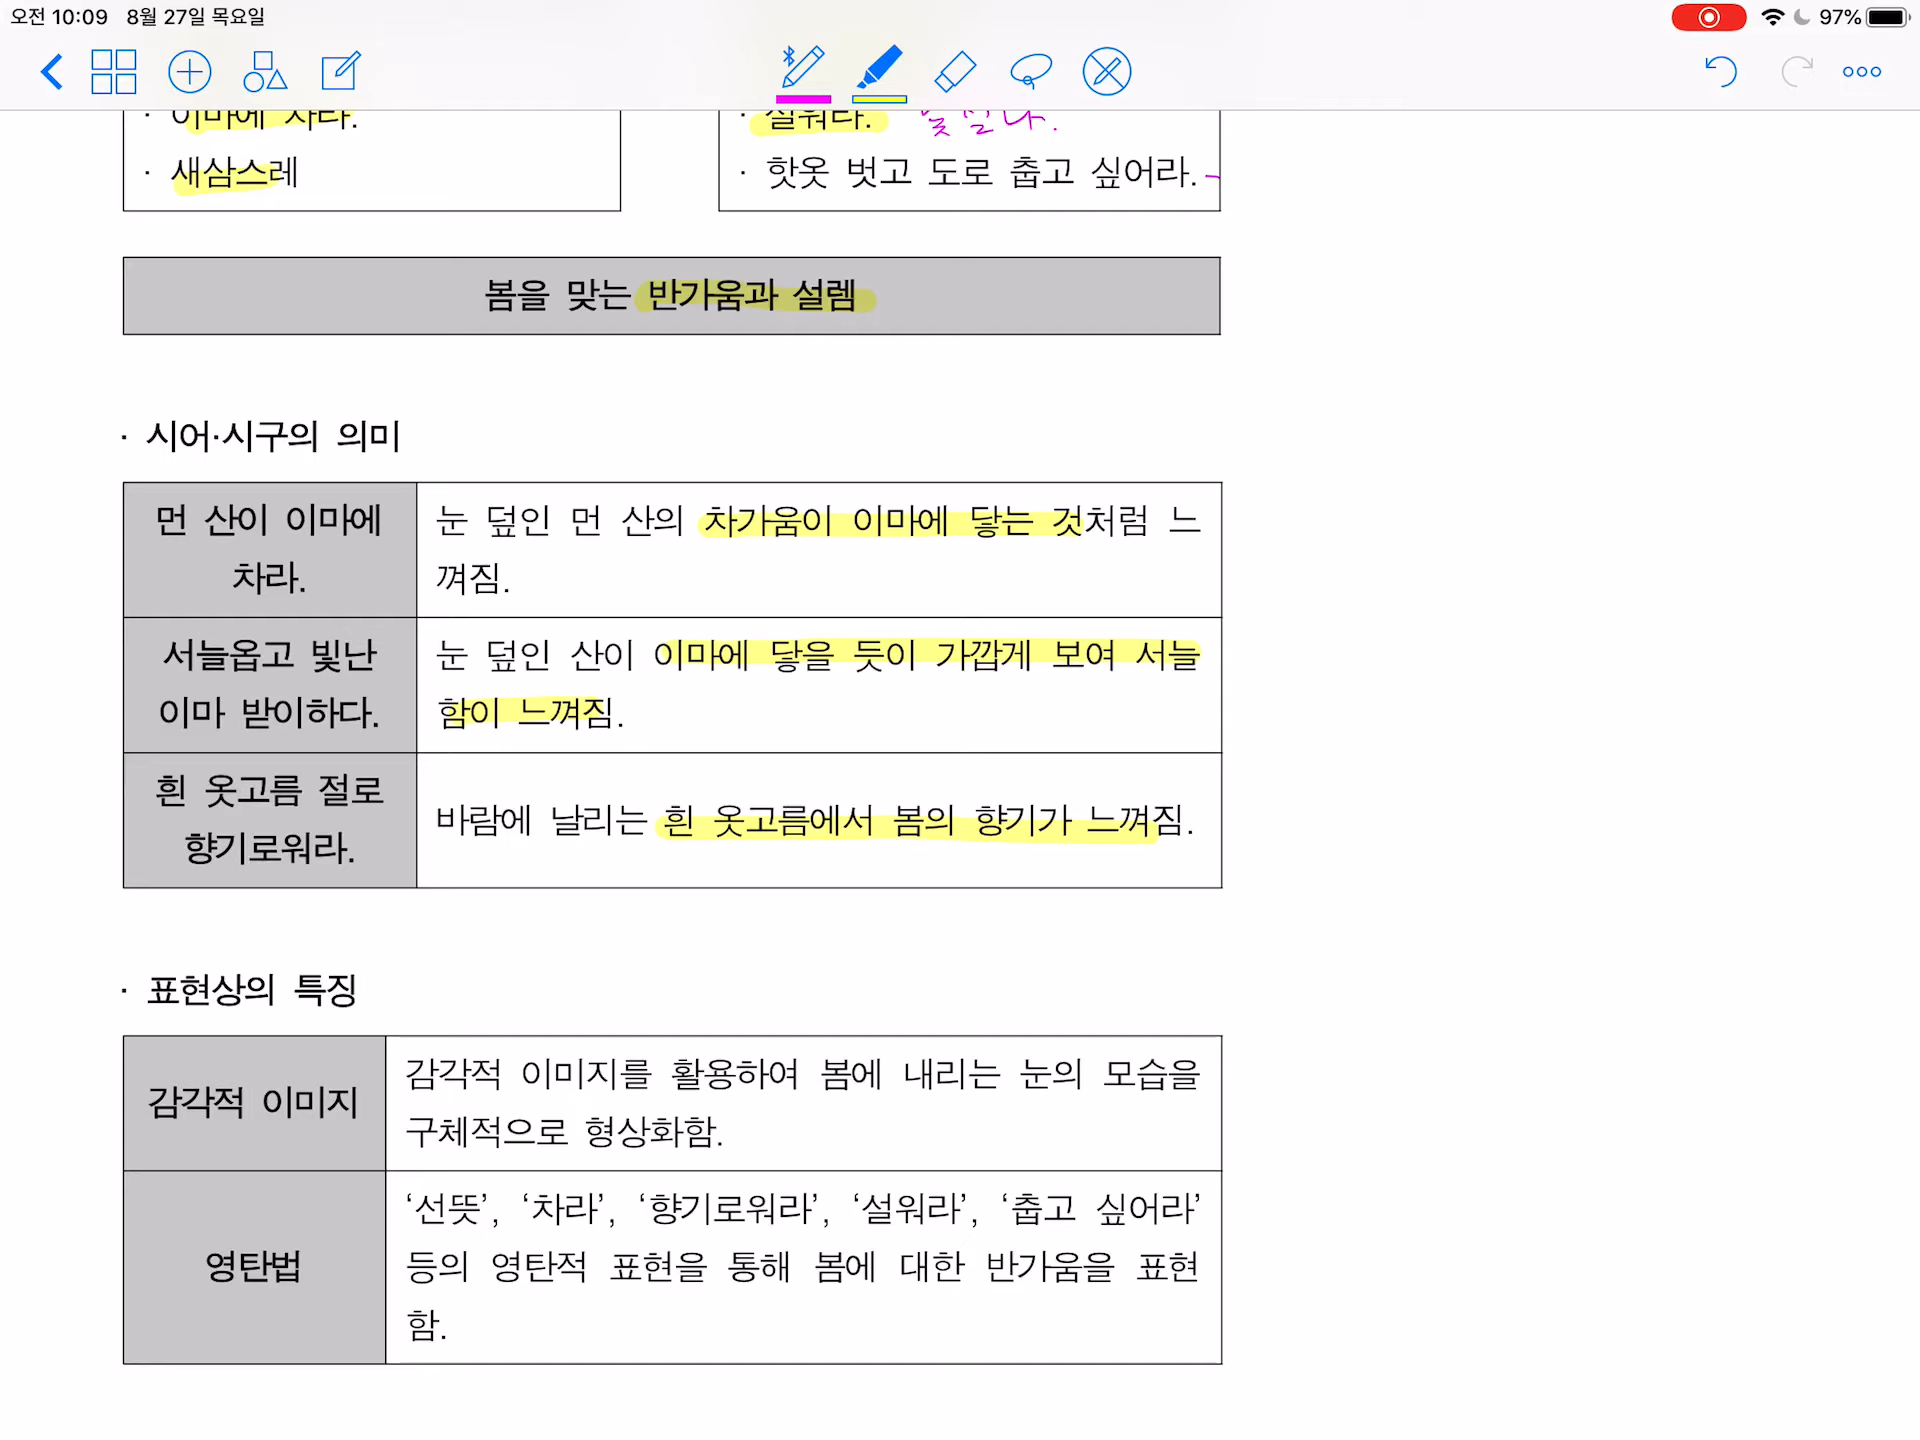 오전 10:09 8월 27일 목요일
97%
· 이마에 차라.
· 새삼스레
· 설워라. 낯설다.
· 핫옷 벗고 도로 춥고 싶어라.
봄을 맞는 반가움과 설렘
· 시어·시구의 의미
먼 산이 이마에
차라.
눈 덮인 먼 산의 차가움이 이마에 닿는 것처럼 느
껴짐.
서늘옵고 빛난
이마 받이하다.
눈 덮인 산이 이마에 닿을 듯이 가깝게 보여 서늘
함이 느껴짐.
흰 옷고름 절로
향기로워라.
바람에 날리는 흰 옷고름에서 봄의 향기가 느껴짐.
· 표현상의 특징
감각적 이미지
감각적 이미지를 활용하여 봄에 내리는 눈의 모습을
구체적으로 형상화함.
영탄법
‘선뜻’, ‘차라’, ‘향기로워라’, ‘설워라’, ‘춥고 싶어라’
등의 영탄적 표현을 통해 봄에 대한 반가움을 표현
함.